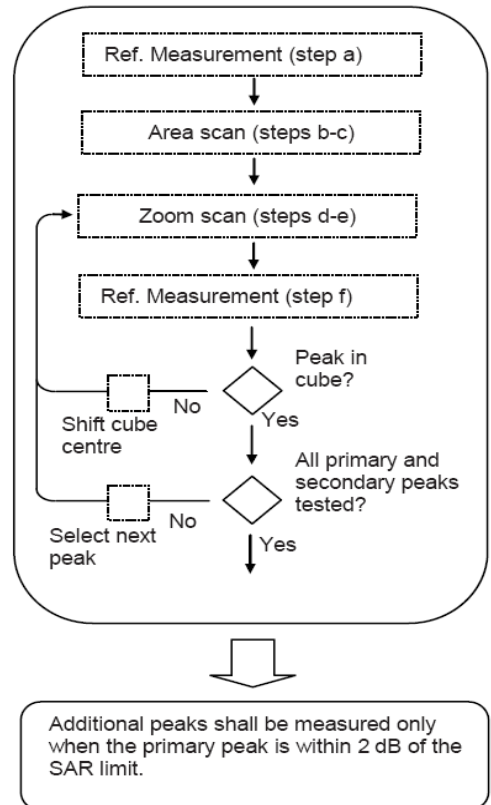 Ref. Measurement (step a)
Area scan (steps b-c)
Zoom scan (steps d-e)
Ref. Measurement (step f)
Peak in
cube?
No
Yes
Shift cube
centre
All primary and
secondary peaks
tested?
No
Yes
Select next
peak
Additional peaks shall be measured only
when the primary peak is within 2 dB of the
SAR limit.